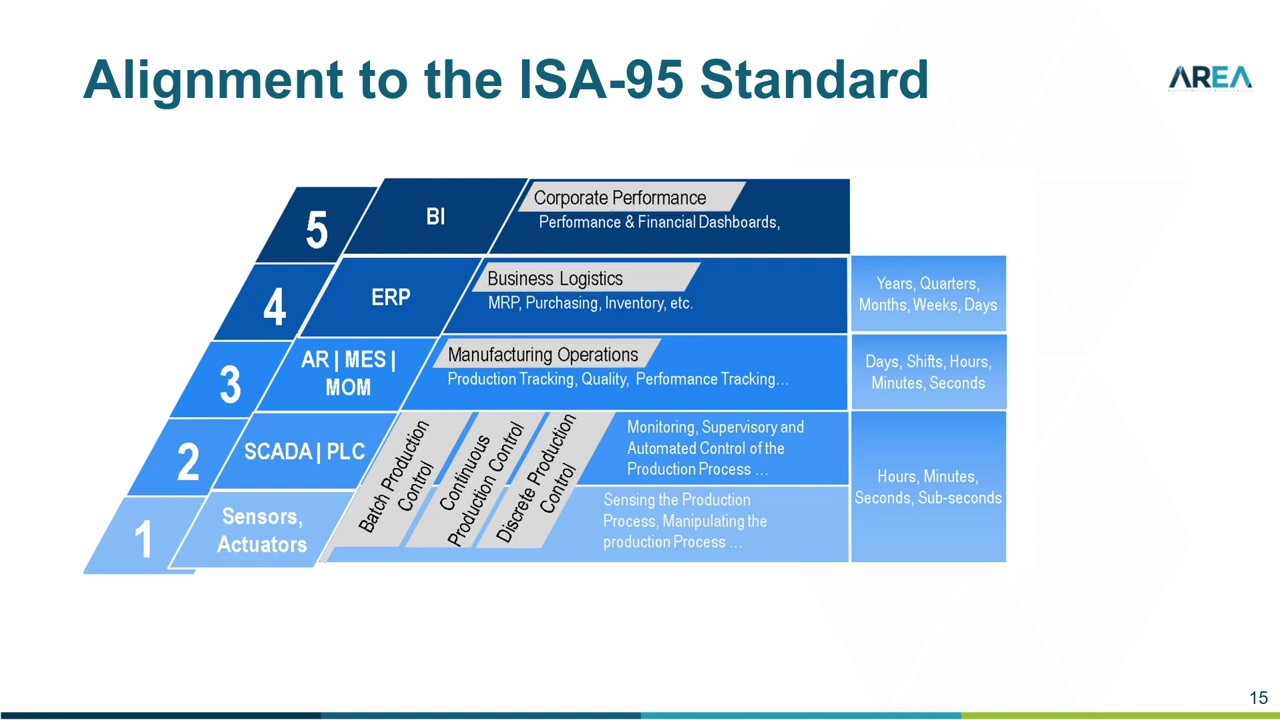 Alignment to the ISA-95 Standard
AREA
5
BI
Corporate Performance
Performance & Financial Dashboards,
4
ERP
Business Logistics
MRP, Purchasing, Inventory, etc.
Years, Quarters,
Months, Weeks, Days
3
AR | MES |
MOM
Manufacturing Operations
Production Tracking, Quality, Performance Tracking…
Days, Shifts, Hours,
Minutes, Seconds
2
SCADA | PLC
Batch Production
Control
Continuous
Production Control
Discrete Production
Control
Monitoring, Supervisory and
Automated Control of the
Production Process …
Hours, Minutes,
Seconds, Sub-seconds
1
Sensors,
Actuators
Sensing the Production
Process, Manipulating the
production Process …
15